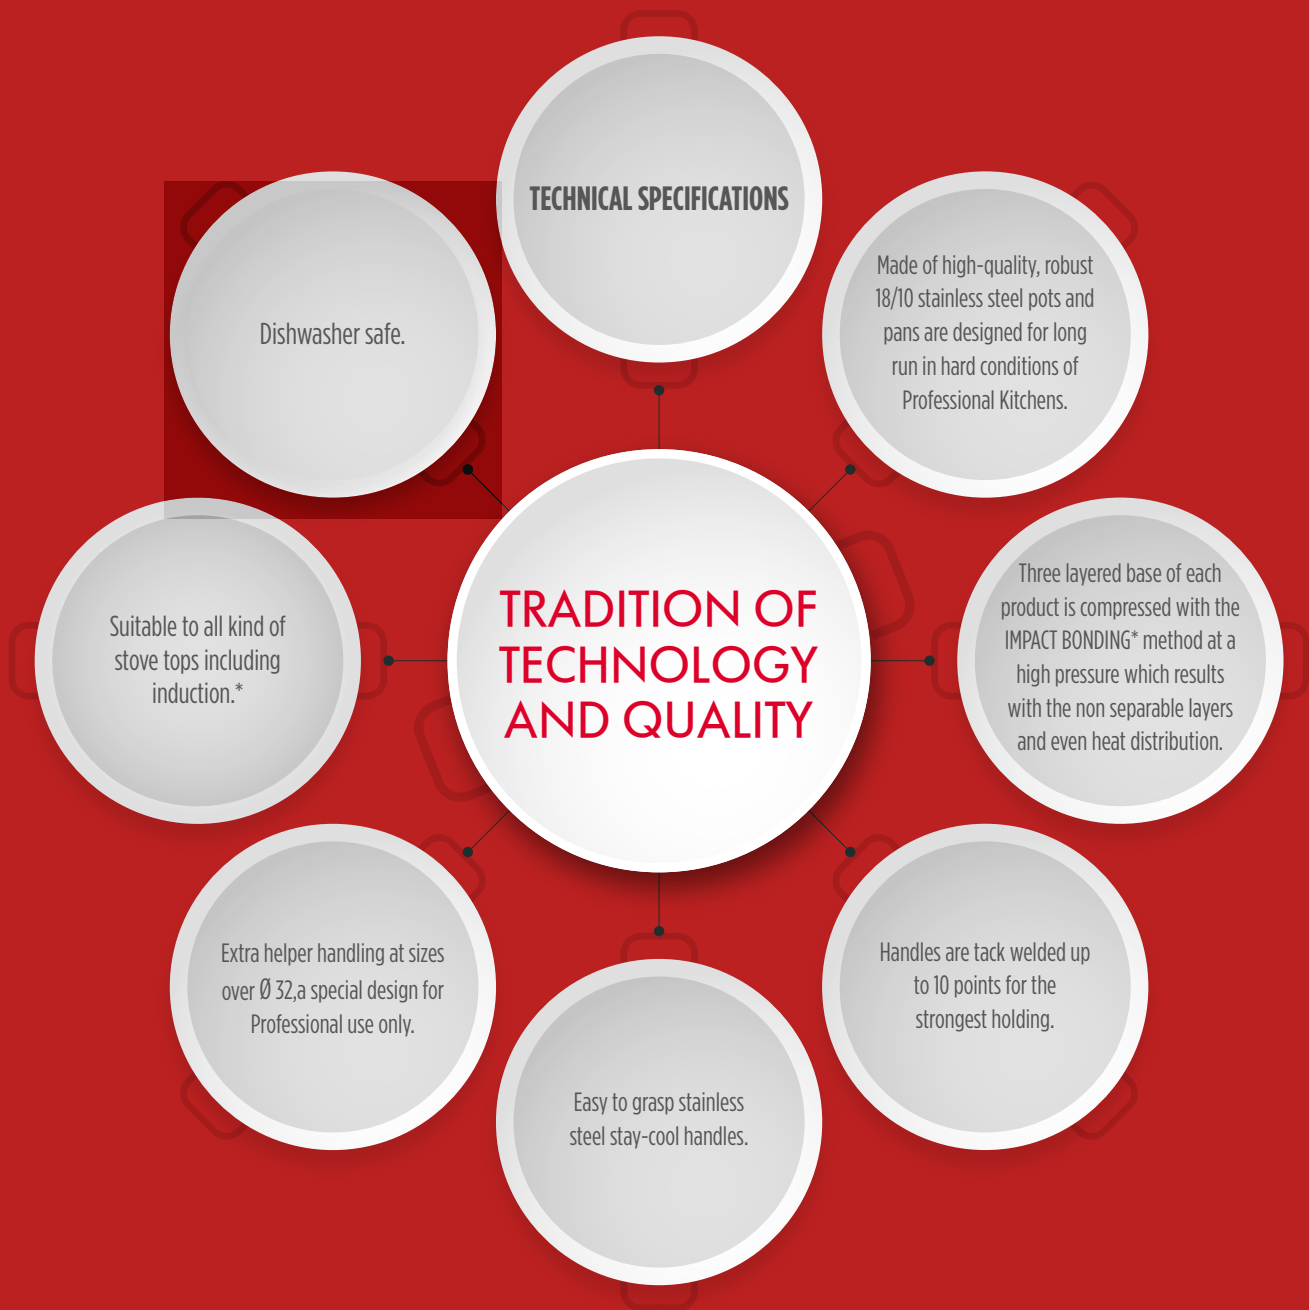 TECHNICAL SPECIFICATIONS
Made of high-quality, robust
18/10 stainless steel pots and
pans are designed for long
run in hard conditions of
Professional Kitchens.
Three layered base of each
product is compressed with the
IMPACT BONDING* method at a
high pressure which results
with the non separable layers
and even heat distribution.
Handles are tack welded up
to 10 points for the
strongest holding.
Easy to grasp stainless
steel stay-cool handles.
Extra helper handling at sizes
over Ø 32,a special design for
Professional use only.
Suitable to all kind of
stove tops including
induction.*
Dishwasher safe.
TRADITION OF
TECHNOLOGY
AND QUALITY